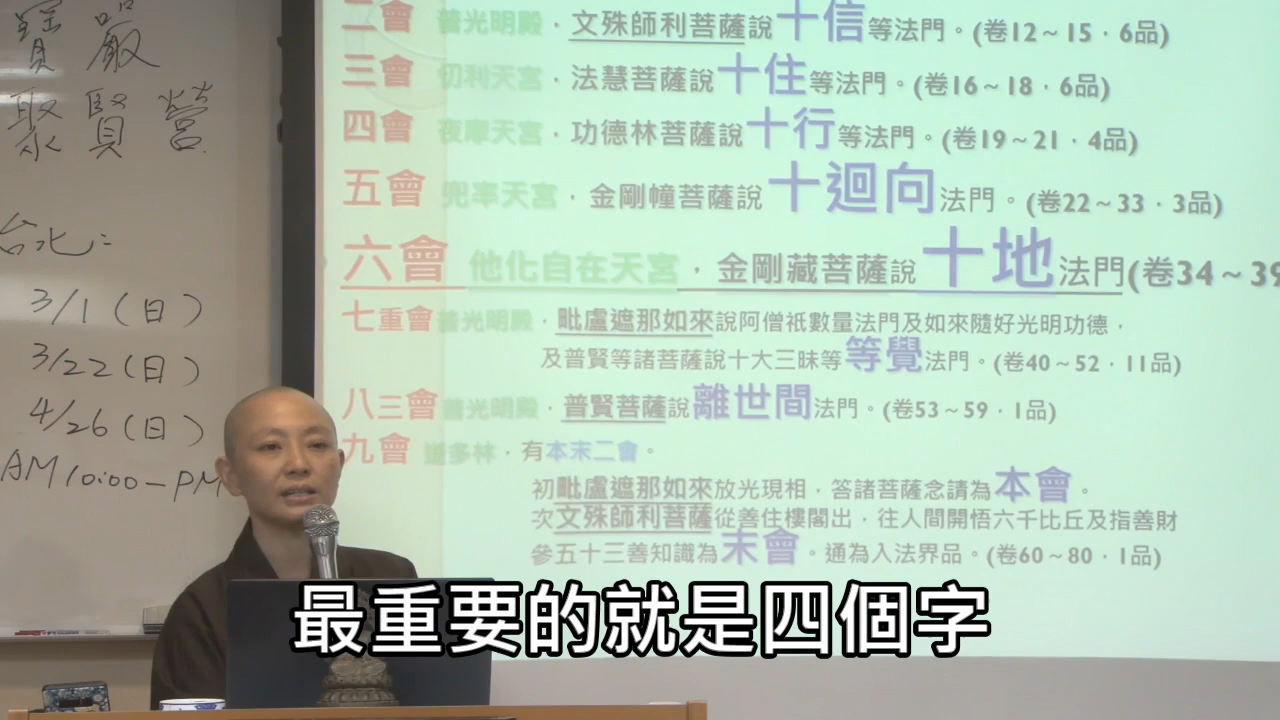 寶嚴
聚賢營
台北:
3/1(日)
3/22(日)
4/26(日)
AM10:00-PM
二會 普光明殿，文殊師利菩薩說十信等法門。(卷12～15．6品)
三會 忉利天宮，法慧菩薩說十住等法門。(卷16～18．6品)
四會 夜摩天宮．功德林菩薩說十行等法門。(卷19～21．4品)
五會 兜率天宮．金剛幢菩薩說十迴向法門。(卷22～33．3品)
六會 他化自在天宮，金剛藏菩薩說十地法門(卷34～39
七重會普光明殿．毗盧遮那如來說阿僧祇數量法門及如來隨好光明功德，
及普賢等諸菩薩說十大三昧等等覺法門。(卷40～52．11品)
八三會 普光明殿．普賢菩薩說離世間法門。(卷53～59．1品)
九會 逝多林．有本末二會。
初毗盧遮那如來放光現相．答諸菩薩念請為本會。
次文殊師利菩薩從善住樓閣出．往人間開悟六千比丘及指善財
參五十三善知識為末會。通為入法界品。(卷60～80．1品)
最重要的就是四個字